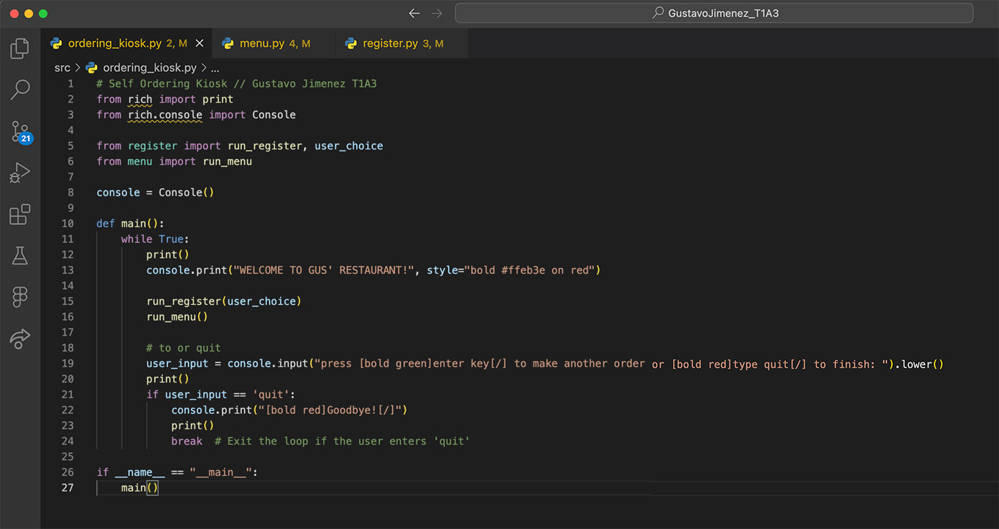 GustavoJimenez_T1A3
ordering_kiosk.py 2, M
menu.py 4, M
register.py 3, M
src > ordering_kiosk.py > ...
21
1 # Self Ordering Kiosk // Gustavo Jimenez T1A3
2 from rich import print
3 from rich.console import Console
4
5 from register import run_register, user_choice
6 from menu import run_menu
7
8 console = Console()
9
10 def main():
11     while True:
12         print()
13         console.print("WELCOME TO GUS' RESTAURANT!", style="bold #ffeb3e on red")
14
15         run_register(user_choice)
16         run_menu()
17
18         # to or quit
19         user_input = console.input("press [bold green]enter key[/] to make another order or [bold red]type quit[/] to finish: ").lower()
20         print()
21         if user_input == 'quit':
22             console.print("[bold red]Goodbye![/]")
23             print()
24             break  # Exit the loop if the user enters 'quit'
25
26 if __name__ == "__main__":
27     main()